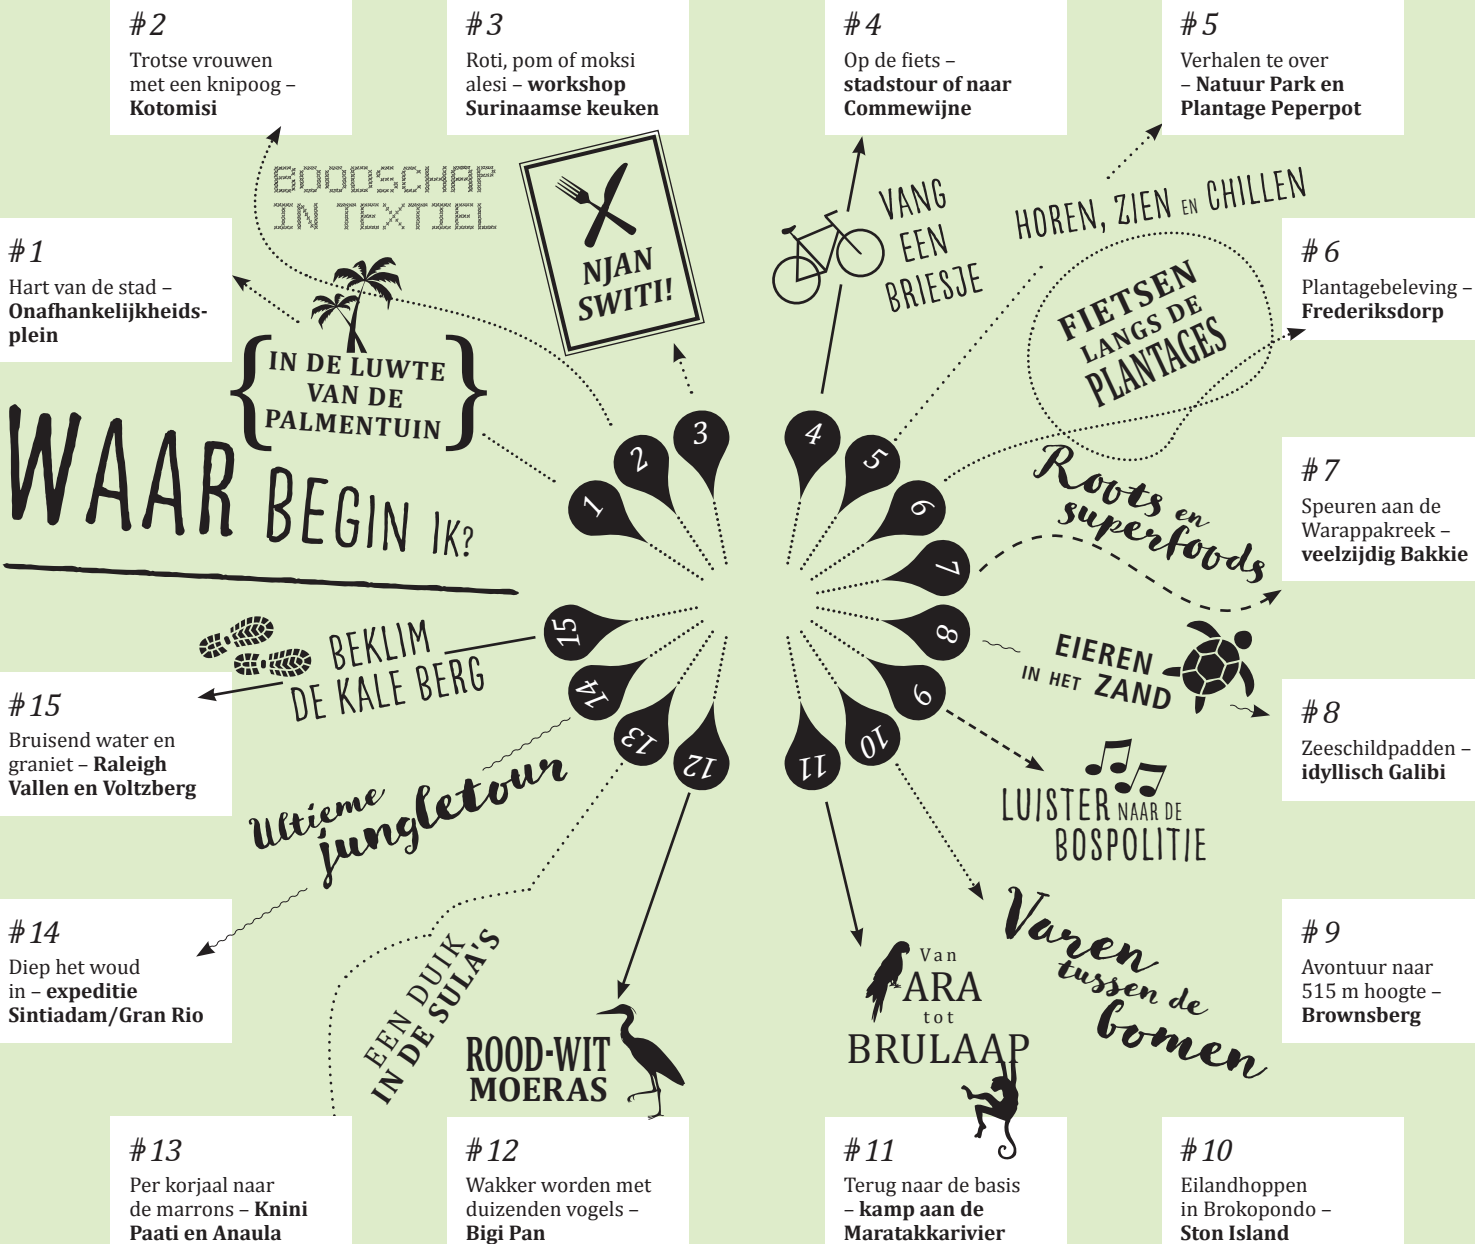 #2
Trotse vrouwen
met een knipoog –
Kotomisi
#3
Roti, pom of moksi
alesi – workshop
Surinaamse keuken
#4
Op de fiets –
stadstour of naar
Commewijne
#5
Verhalen te over
– Natuur Park en
Plantage Peperpot
BOODSCHAP
IN TEXTIEL
NJAN
SWITI!
VANG
EEN
BRIESJE
HOREN, ZIEN EN CHILLEN
#1
Hart van de stad –
Onafhankelijkheids-
plein
IN DE LUWTE
VAN DE
PALMENTUIN
FIETSEN
LANGS DE
PLANTAGES
#6
Plantagebeleving –
Frederiksdorp
WAAR BEGIN IK?
1
2
3
4
5
6
7
8
9
10
11
12
13
14
15
Roots en
superfoods
#7
Speuren aan de
Warappakreek –
veelzijdig Bakkie
BEKLIM
DE KALE BERG
EIEREN
IN HET ZAND
#15
Bruisend water en
graniet – Raleigh
Vallen en Voltzberg
#8
Zeeschildpadden –
idyllisch Galibi
Ultieme
jungletour
LUISTER NAAR DE
BOSPOLITIE
#14
Diep het woud
in – expeditie
Sintiadam/Gran Rio
EEN DUIK
IN DE SULA'S
ROOD-WIT
MOERAS
Van
ARA
tot
BRULAAP
Varen
tussen de
bomen
#9
Avontuur naar
515 m hoogte –
Brownsberg
#13
Per korjaal naar
de marrons – Knini
Paati en Anaula
#12
Wakker worden met
duizenden vogels –
Bigi Pan
#11
Terug naar de basis
– kamp aan de
Maratakkarivier
#10
Eilandhoppen
in Brokopondo –
Ston Island